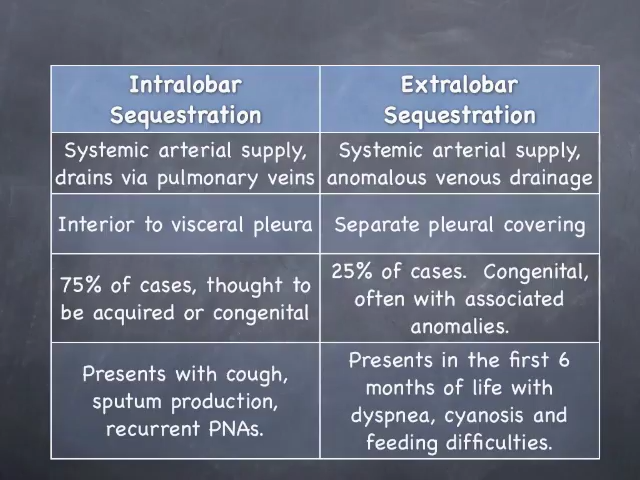 Intralobar
Sequestration
Extralobar
Sequestration
Systemic arterial supply,
drains via pulmonary veins
Systemic arterial supply,
anomalous venous drainage
Interior to visceral pleura
Separate pleural covering
75% of cases, thought to
be acquired or congenital
25% of cases. Congenital,
often with associated
anomalies.
Presents with cough,
sputum production,
recurrent PNAs.
Presents in the first 6
months of life with
dyspnea, cyanosis and
feeding difficulties.